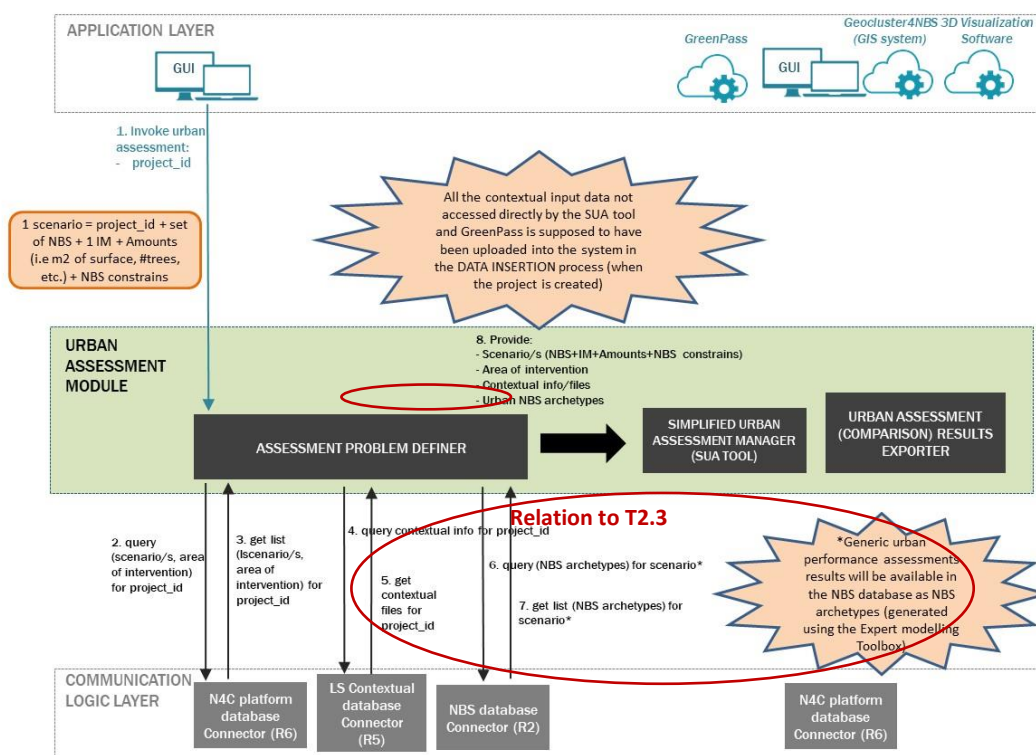 APPLICATION LAYER
GUI
GreenPass
GUI
Geocluster4NBS
(GIS system)
3D Visualization
Software
1. Invoke urban
assessment:
- project_id
1 scenario = project_id + set
of NBS + 1 IM + Amounts
(i.e m2 of surface, #trees,
etc.) + NBS constrains
All the contextual input data not
accessed directly by the SUA tool
and GreenPass is supposed to have
been uploaded into the system in
the DATA INSERTION process (when
the project is created)
URBAN
ASSESSMENT
MODULE
8. Provide:
- Scenario/s (NBS+IM+Amounts+NBS constrains)
- Area of intervention
- Contextual info/files
- Urban NBS archetypes
ASSESSMENT PROBLEM DEFINER
SIMPLIFIED URBAN
ASSESSMENT MANAGER
(SUA TOOL)
URBAN ASSESSMENT
(COMPARISON) RESULTS
EXPORTER
Relation to T2.3
2. query
(scenario/s, area
of intervention)
for project_id
3. get list
(lscenario/s,
area of
intervention) for
project_id
4. query contextual info for project_id
5. get
contextual
files for
project_id
6. query (NBS archetypes) for scenario*
7. get list (NBS archetypes) for
scenario*
*Generic urban
performance assessments
results will be available in
the NBS database as NBS
archetypes (generated
using the Expert modelling
Toolbox)
COMMUNICATION
LOGIC LAYER
N4C platform
database
Connector (R6)
LS Contextual
database
Connector
(R5)
NBS database
Connector (R2)
N4C platform
database
Connector (R6)